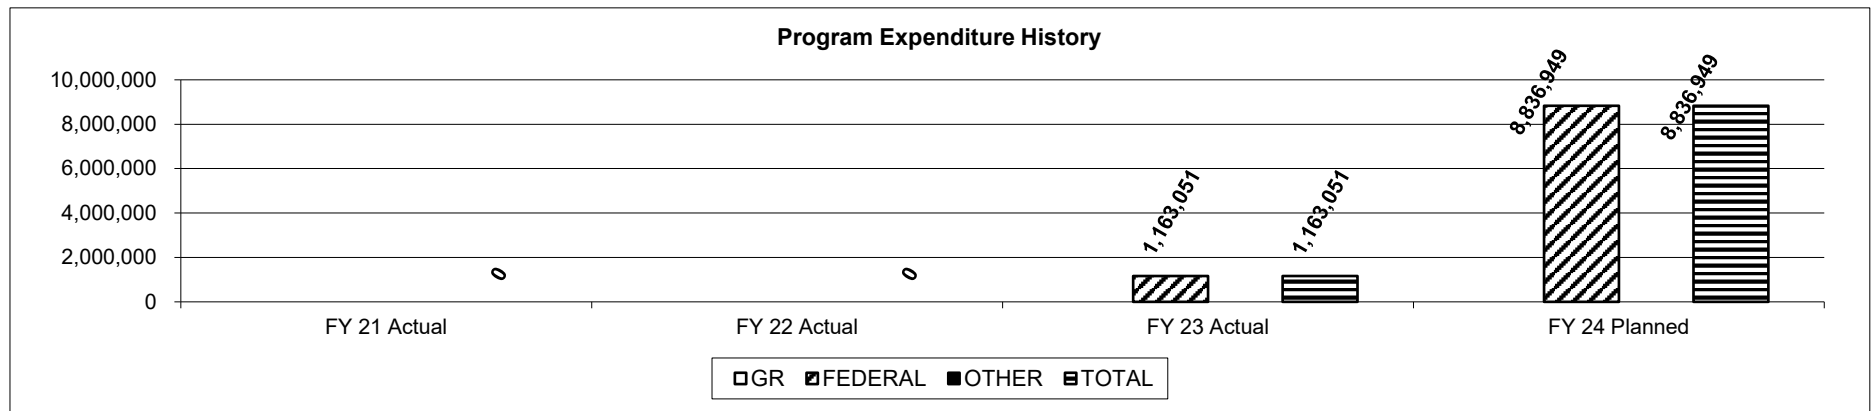 Program Expenditure History
10,000,000
8,000,000
6,000,000
4,000,000
2,000,000
0
0
0
1,163,051
1,163,051
8,836,949
8,836,949
FY 21 Actual
FY 22 Actual
FY 23 Actual
FY 24 Planned
GR FEDERAL OTHER TOTAL